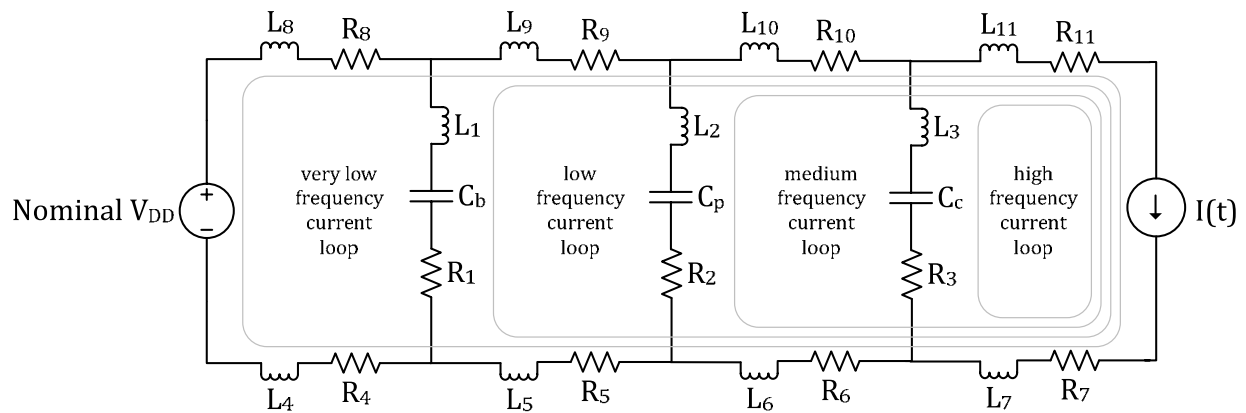 L8 R8 L9 R9 L10 R10 L11 R11
L1 L2 L3
very low
frequency
current
loop
low
frequency
current
loop
medium
frequency
current
loop
high
frequency
current
loop
Nominal VDD
+
−
Cb Cp Cc
I(t)
R1 R2 R3
L4 R4 L5 R5 L6 R6 L7 R7